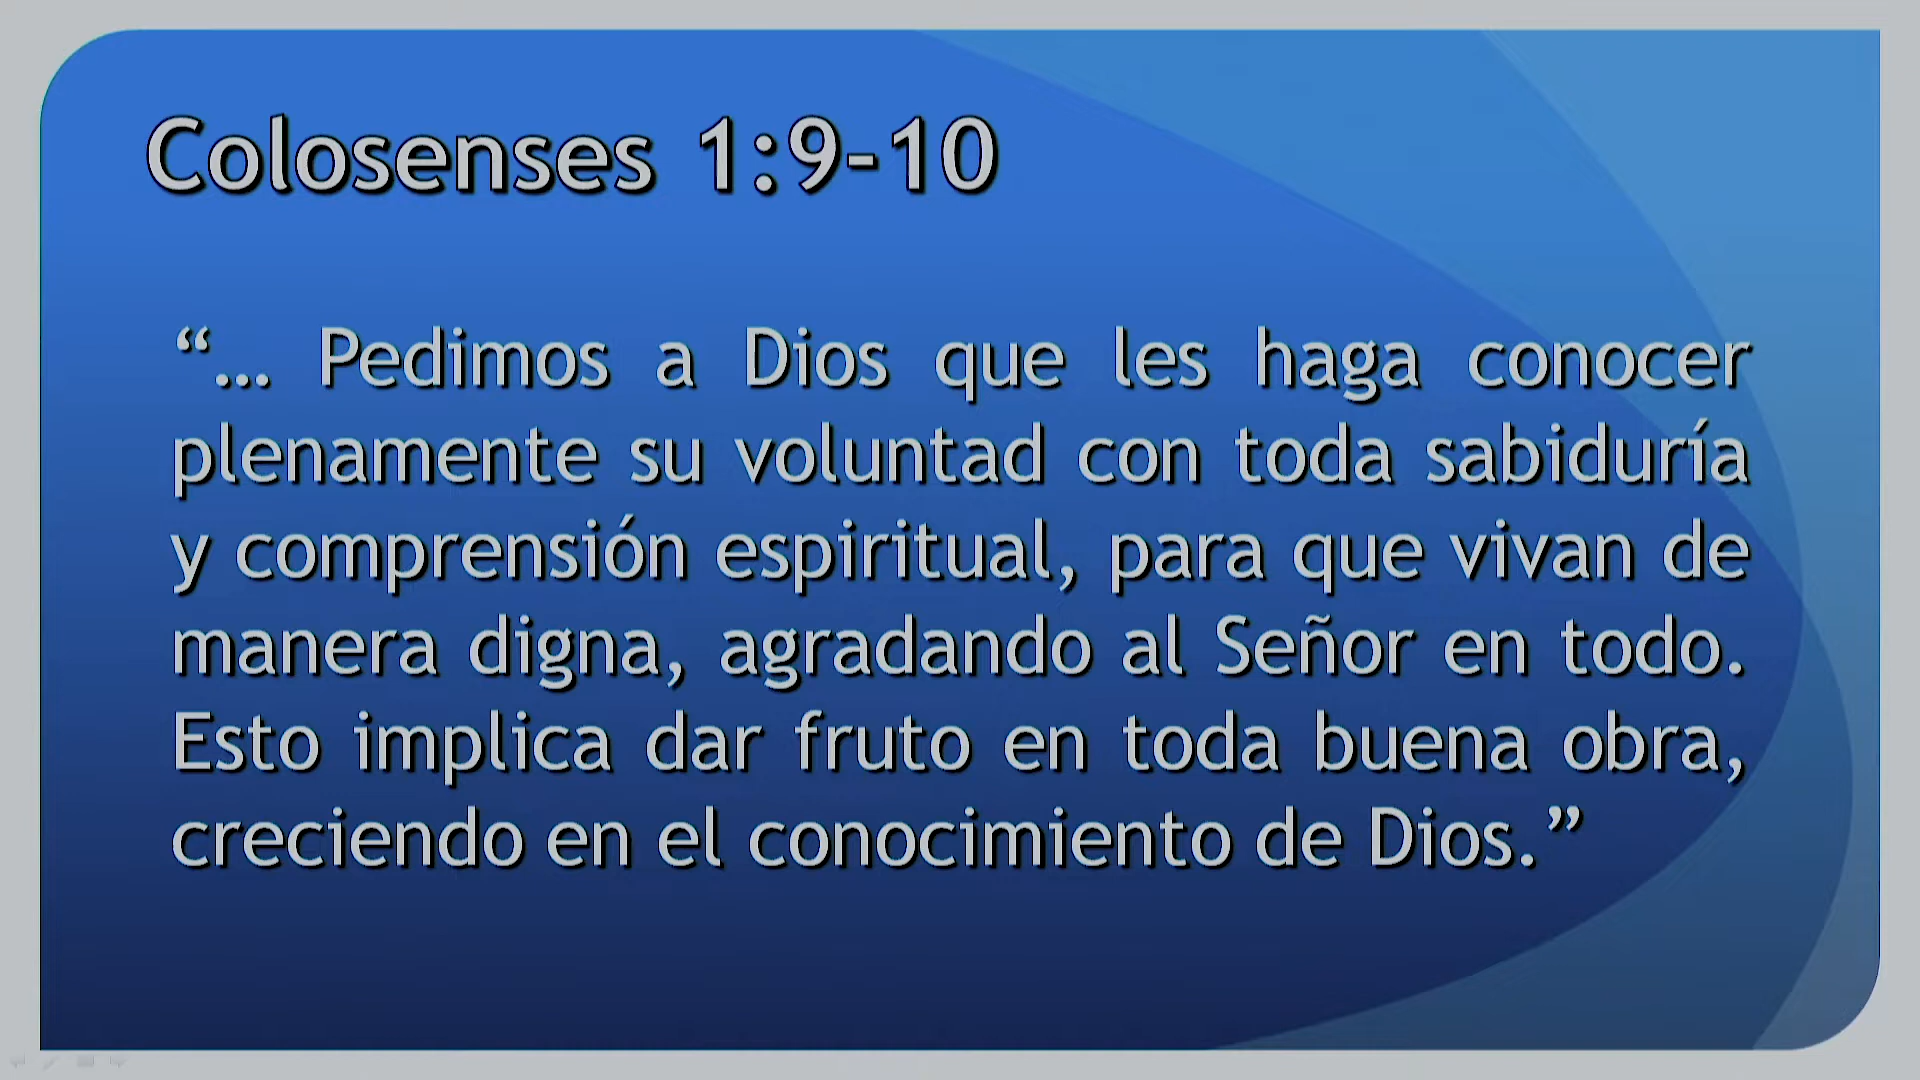 Colosenses 1:9-10
“... Pedimos a Dios que les haga conocer
plenamente su voluntad con toda sabiduría
y comprensión espiritual, para que vivan de
manera digna, agradando al Señor en todo.
Esto implica dar fruto en toda buena obra,
creciendo en el conocimiento de Dios.”